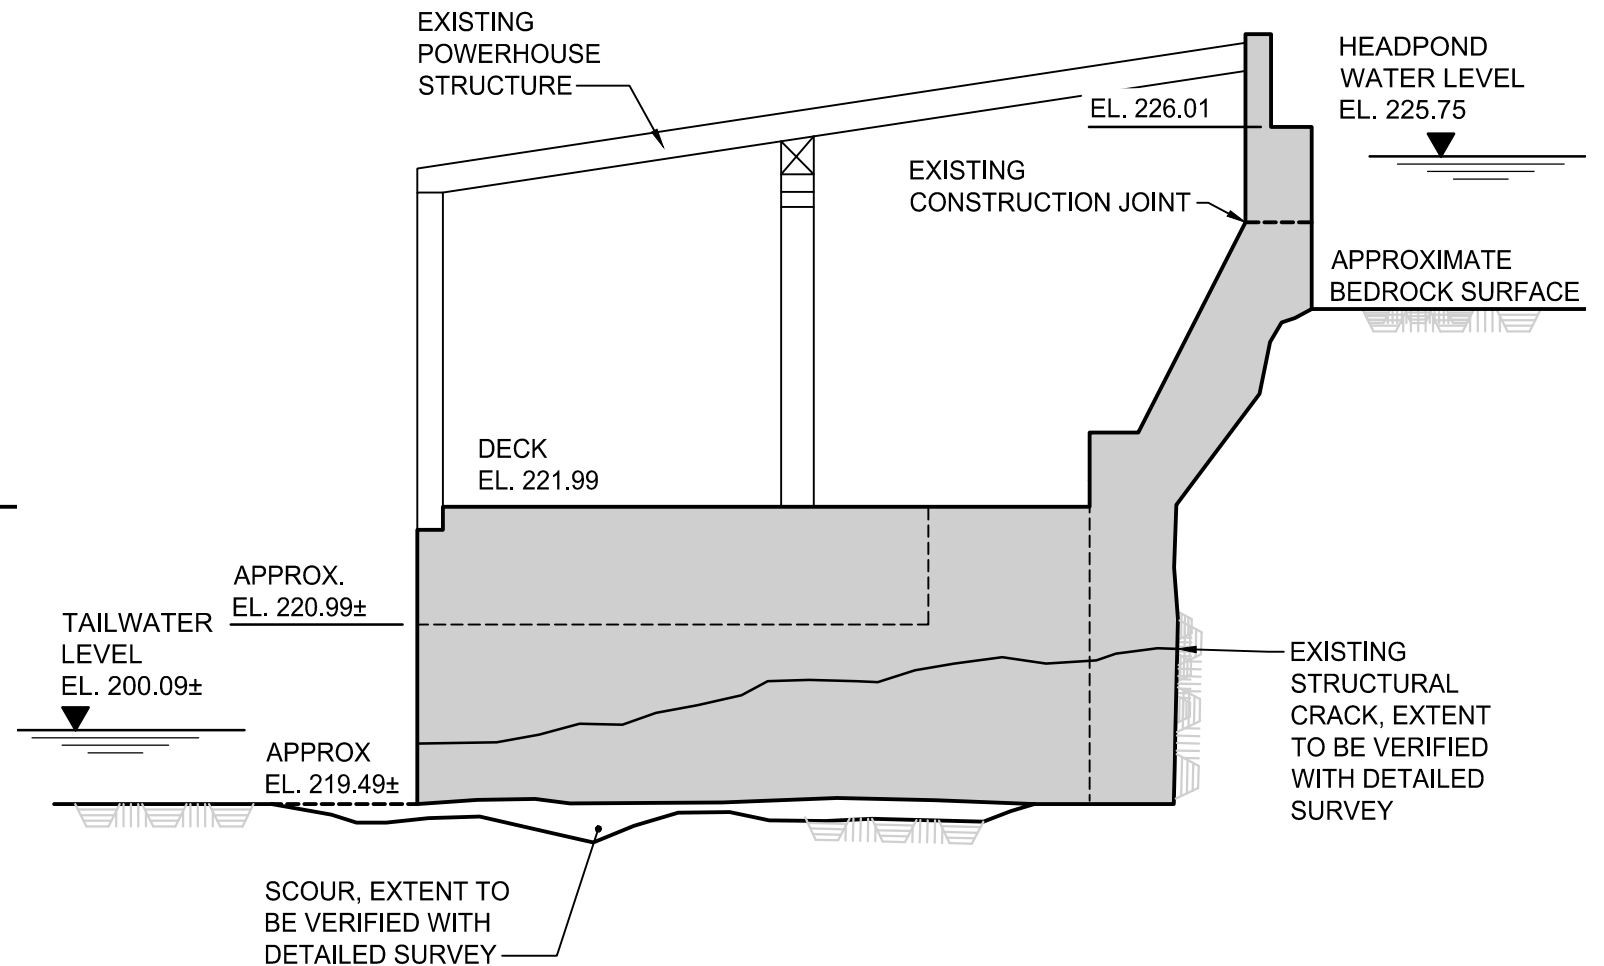 EXISTING
POWERHOUSE
STRUCTURE
HEADPOND
WATER LEVEL
EL. 225.75
EL. 226.01
EXISTING
CONSTRUCTION JOINT
APPROXIMATE
BEDROCK SURFACE
DECK
EL. 221.99
APPROX.
EL. 220.99±
TAILWATER
LEVEL
EL. 200.09±
APPROX
EL. 219.49±
EXISTING
STRUCTURAL
CRACK, EXTENT
TO BE VERIFIED
WITH DETAILED
SURVEY
SCOUR, EXTENT TO
BE VERIFIED WITH
DETAILED SURVEY